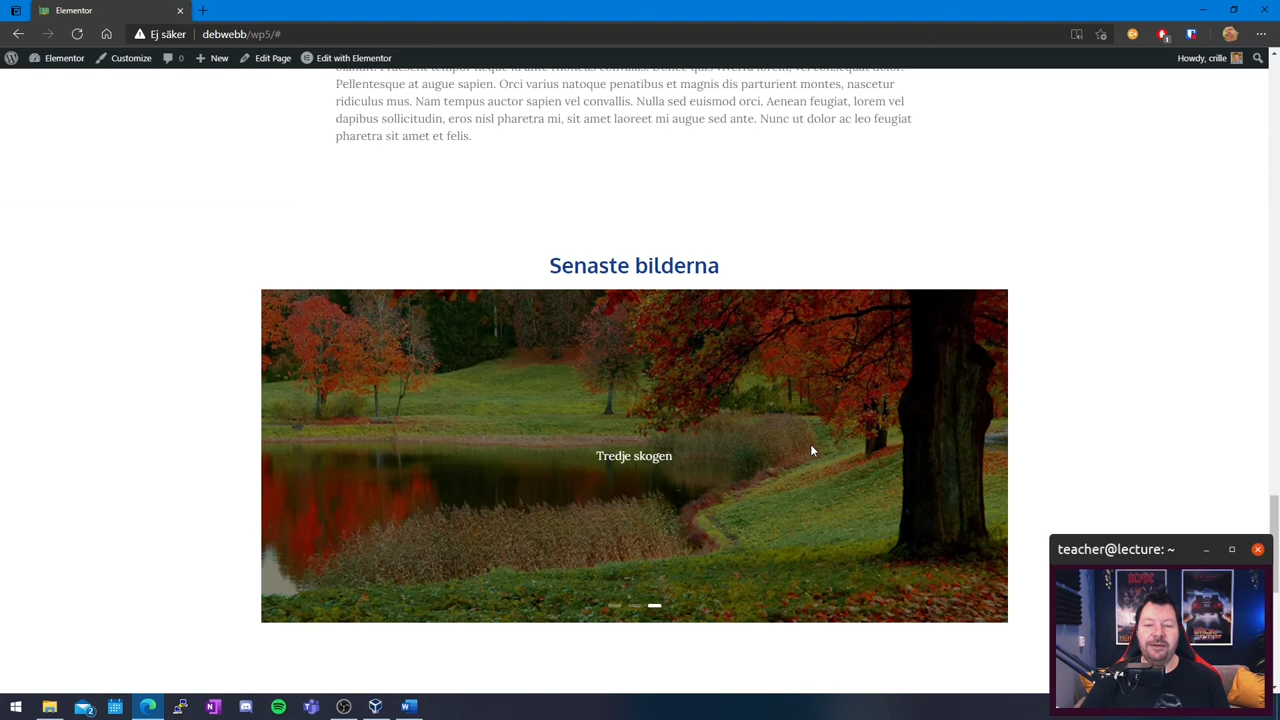 Elementor
Ej säker
debwebb/wp5/#
1
Elementor
Customize
0
New
Edit Page
Edit with Elementor
Howdy, crille
Pellentesque at augue sapien. Orci varius natoque penatibus et magnis dis parturient montes, nascetur
ridiculus mus. Nam tempus auctor sapien vel convallis. Nulla sed euismod orci. Aenean feugiat, lorem vel
dapibus sollicitudin, eros nisl pharetra mi, sit amet laoreet mi augue sed ante. Nunc ut dolor ac leo feugiat
pharetra sit amet et felis.
Senaste bilderna
Tredje skogen
teacher@lecture: ~
AC/DC
2